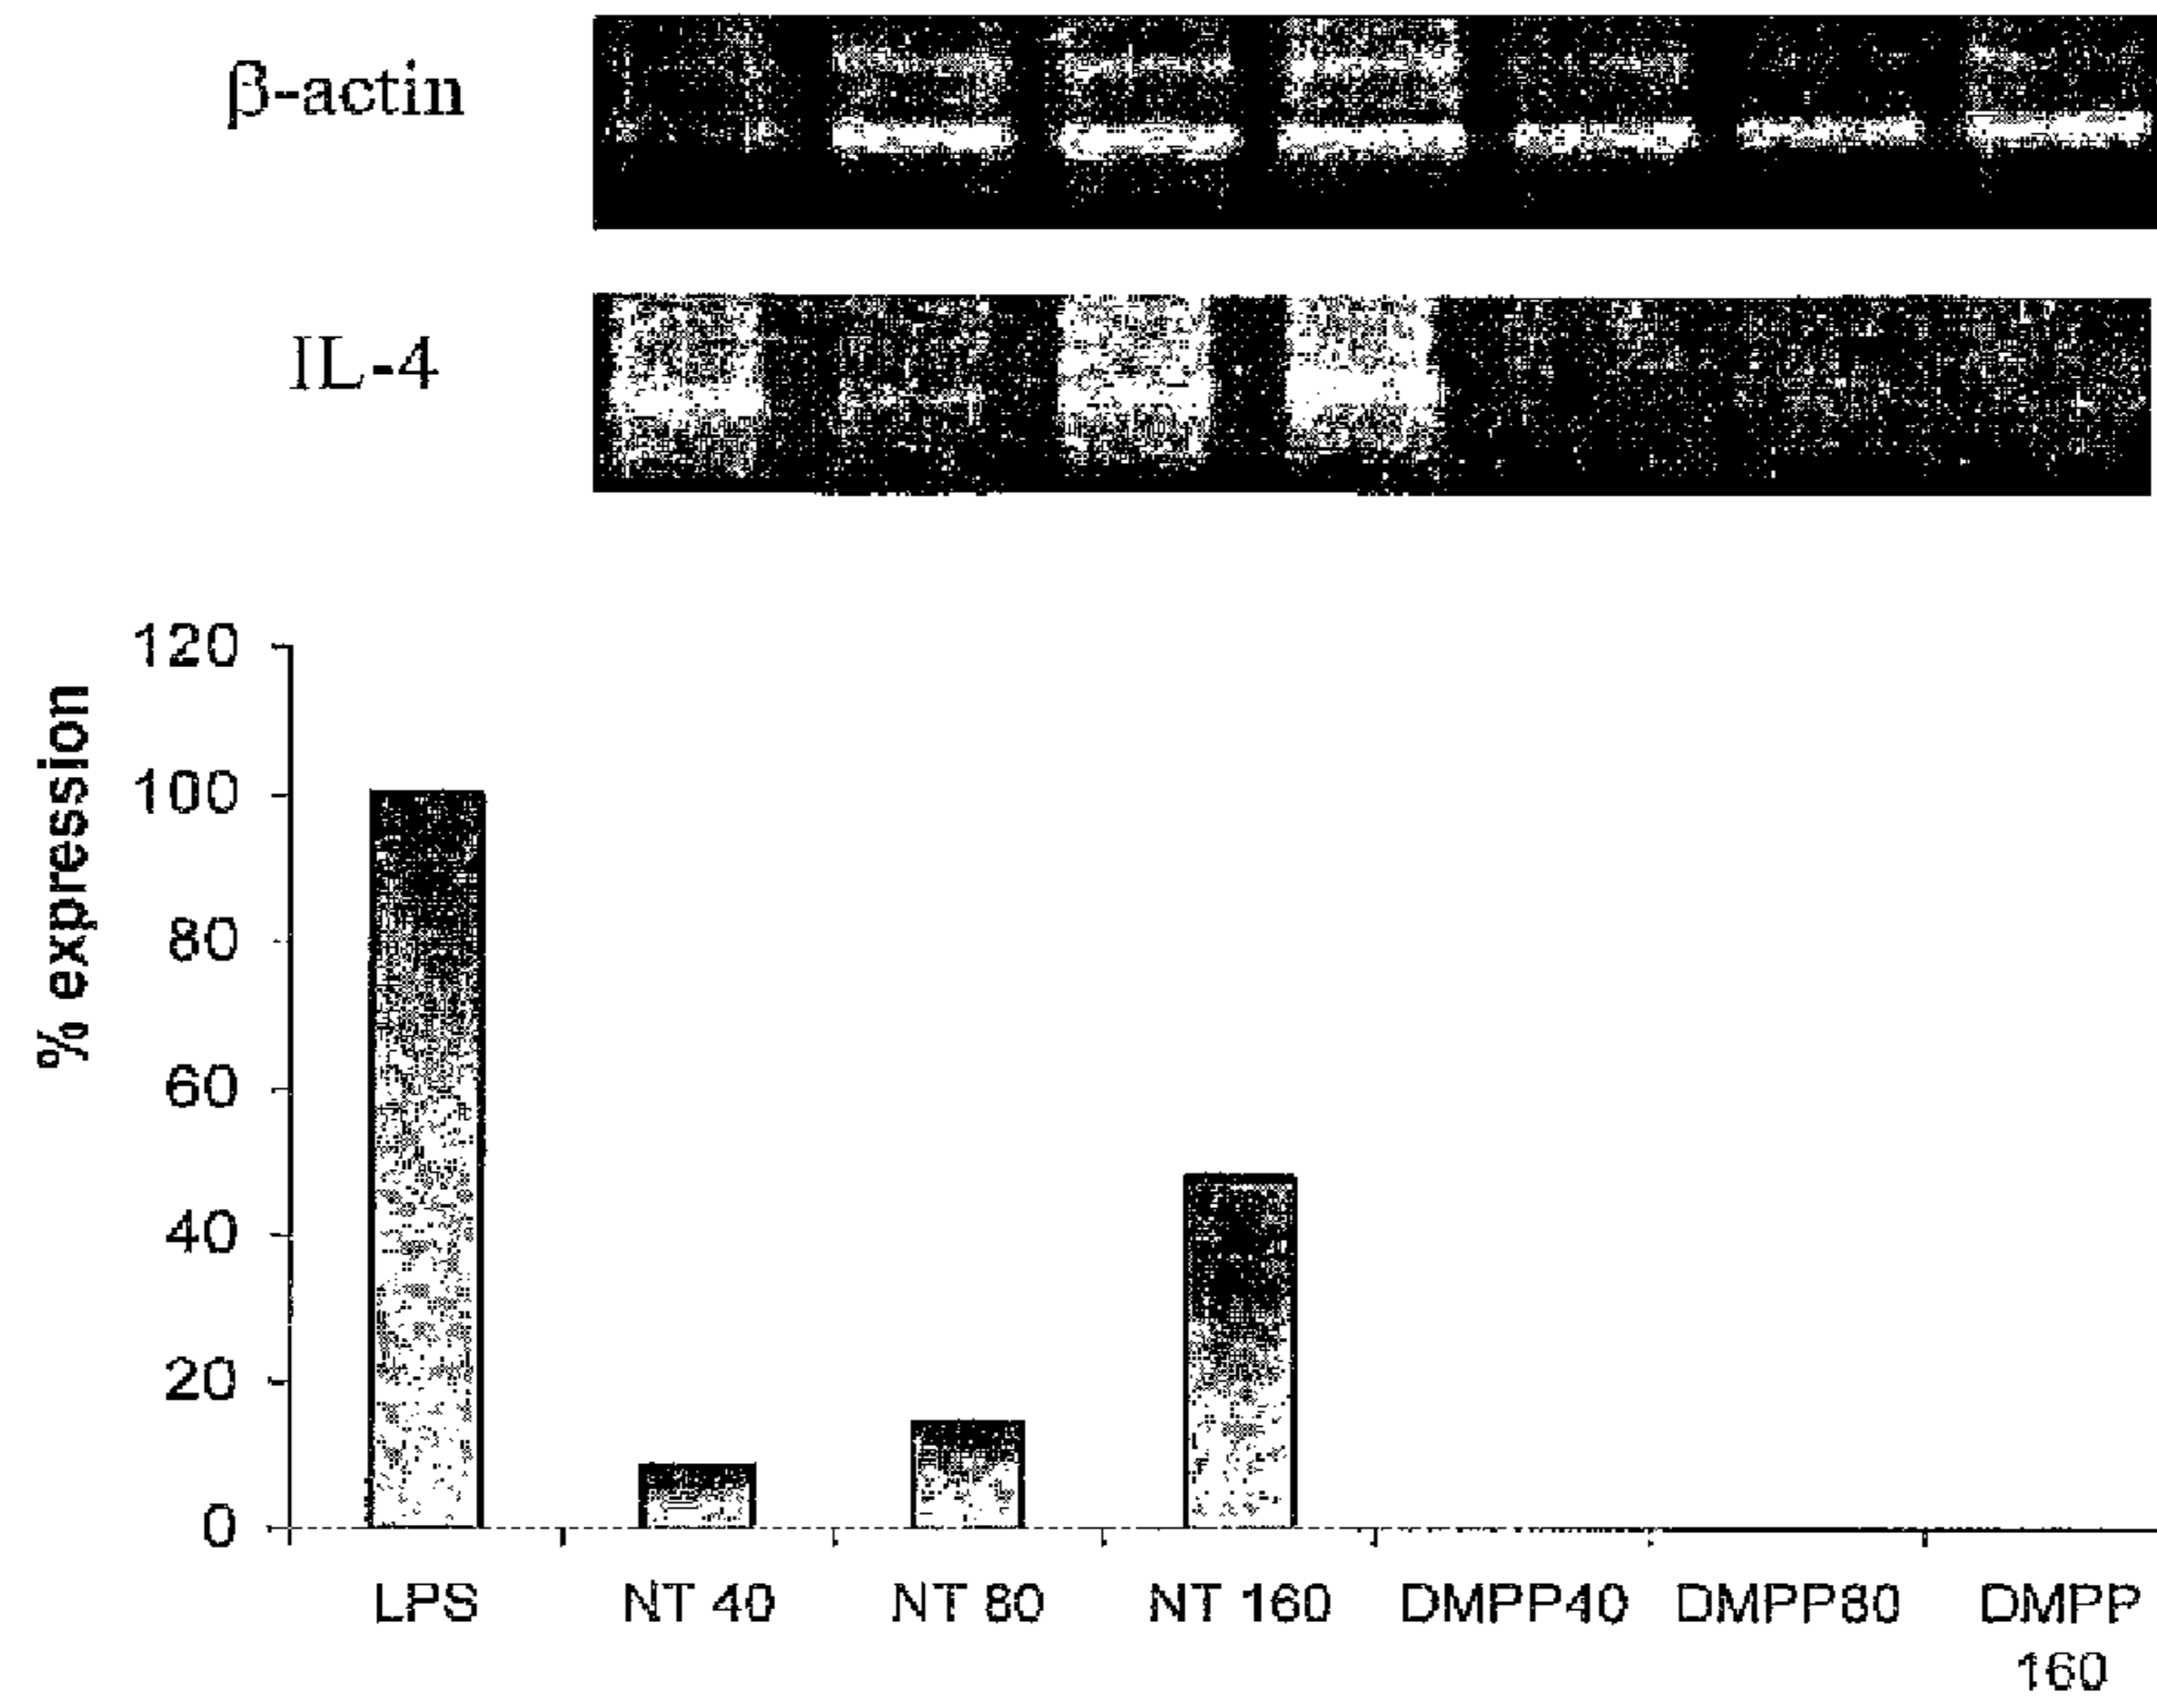 β-actin
IL-4
% expression
120
100
80
60
40
20
0
LPS NT 40 NT 80 NT 160 DMPP40 DMPP80 DMPP
160